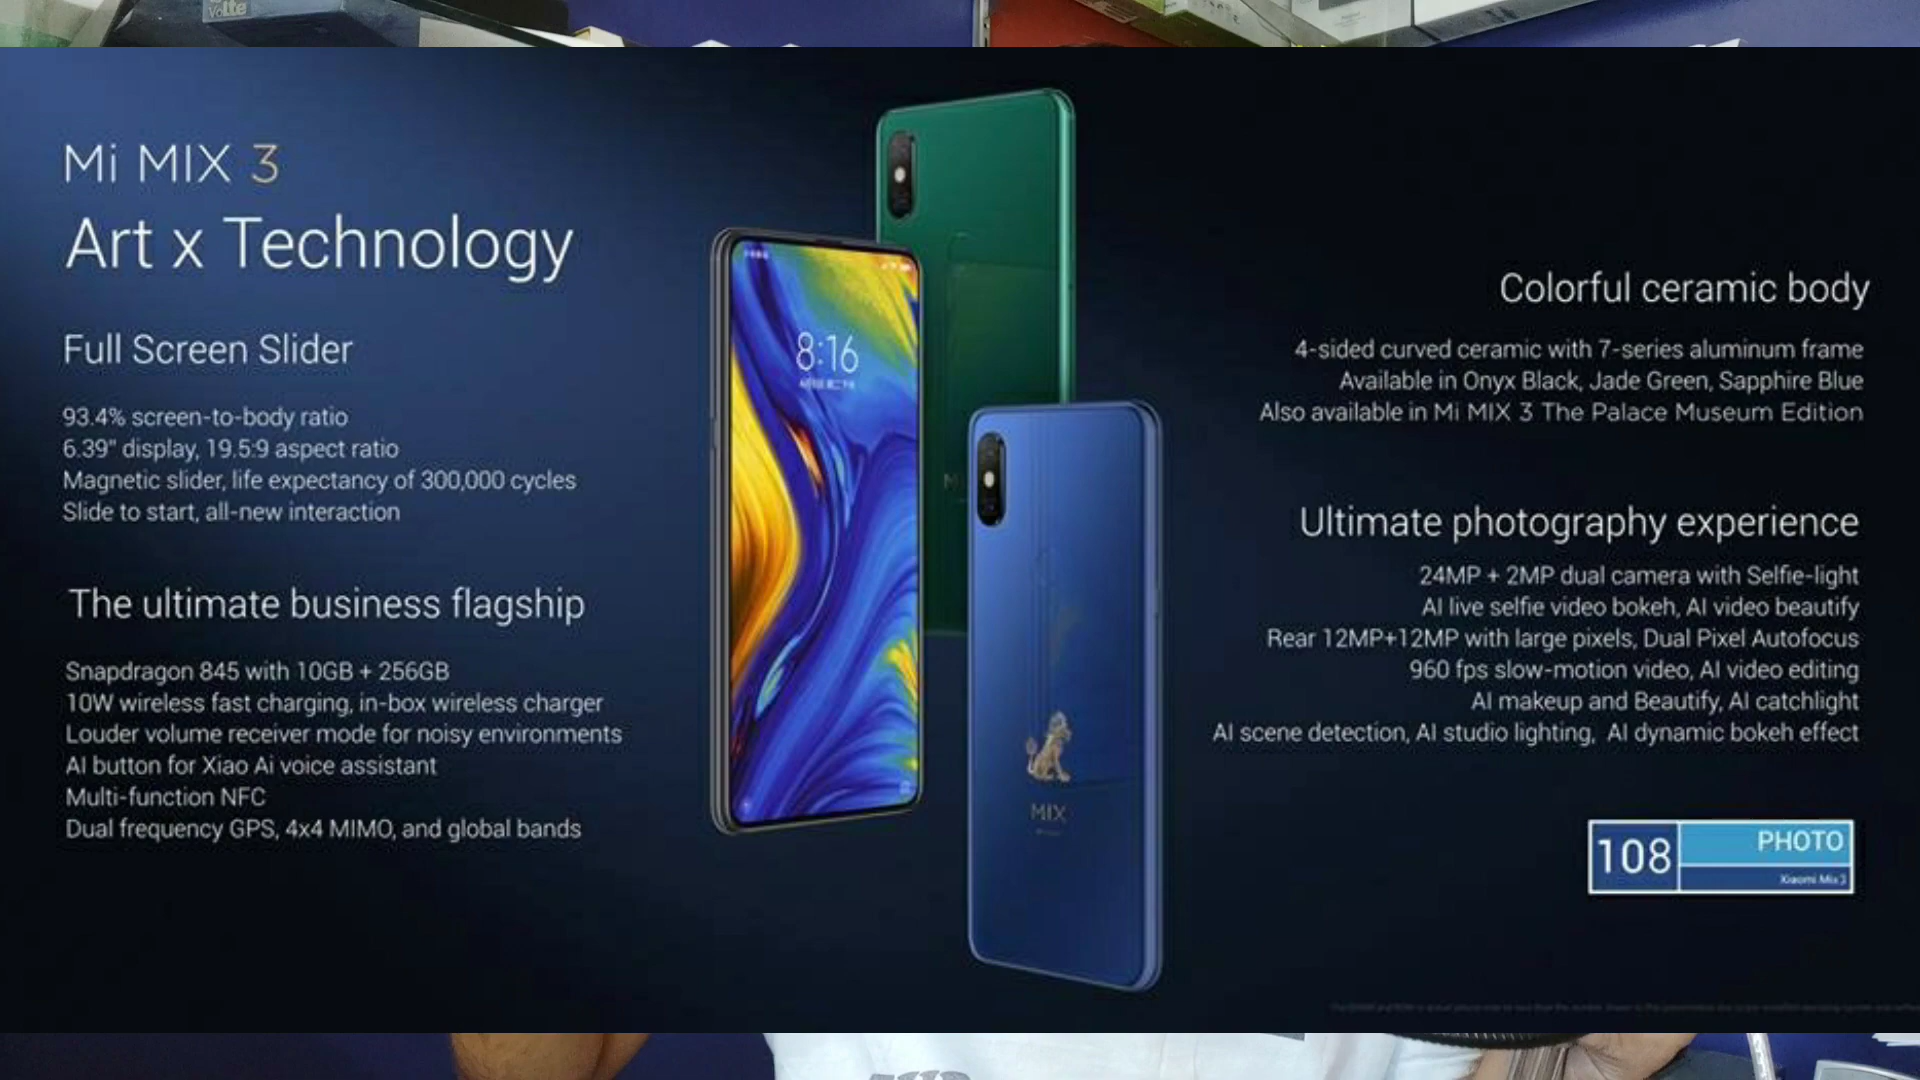 Volte
Mi MIX 3
Art x Technology
Full Screen Slider
93.4% screen-to-body ratio
6.39" display, 19.5:9 aspect ratio
Magnetic slider, life expectancy of 300,000 cycles
Slide to start, all-new interaction
The ultimate business flagship
Snapdragon 845 with 10GB + 256GB
10W wireless fast charging, in-box wireless charger
Louder volume receiver mode for noisy environments
AI button for Xiao Ai voice assistant
Multi-function NFC
Dual frequency GPS, 4x4 MIMO, and global bands
8:16
MIX
Colorful ceramic body
4-sided curved ceramic with 7-series aluminum frame
Available in Onyx Black, Jade Green, Sapphire Blue
Also available in Mi MIX 3 The Palace Museum Edition
Ultimate photography experience
24MP + 2MP dual camera with Selfie-light
AI live selfie video bokeh, AI video beautify
Rear 12MP+12MP with large pixels, Dual Pixel Autofocus
960 fps slow-motion video, AI video editing
AI makeup and Beautify, AI catchlight
AI scene detection, AI studio lighting, AI dynamic bokeh effect
108
PHOTO
Xiaomi Mix 3